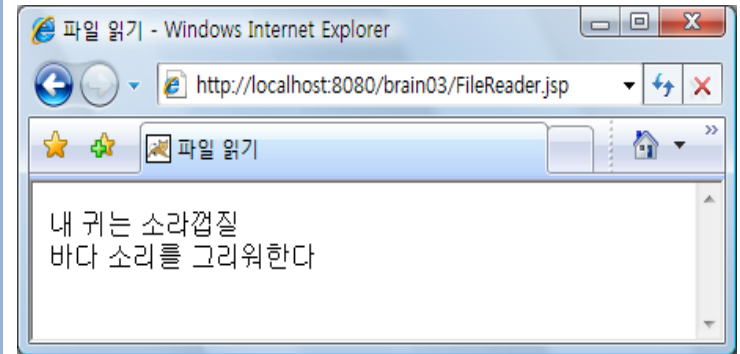 파일 읽기 - Windows Internet Explorer
http://localhost:8080/brain03/FileReader.jsp
파일 읽기
내 귀는 소라껍질
바다 소리를 그리워한다